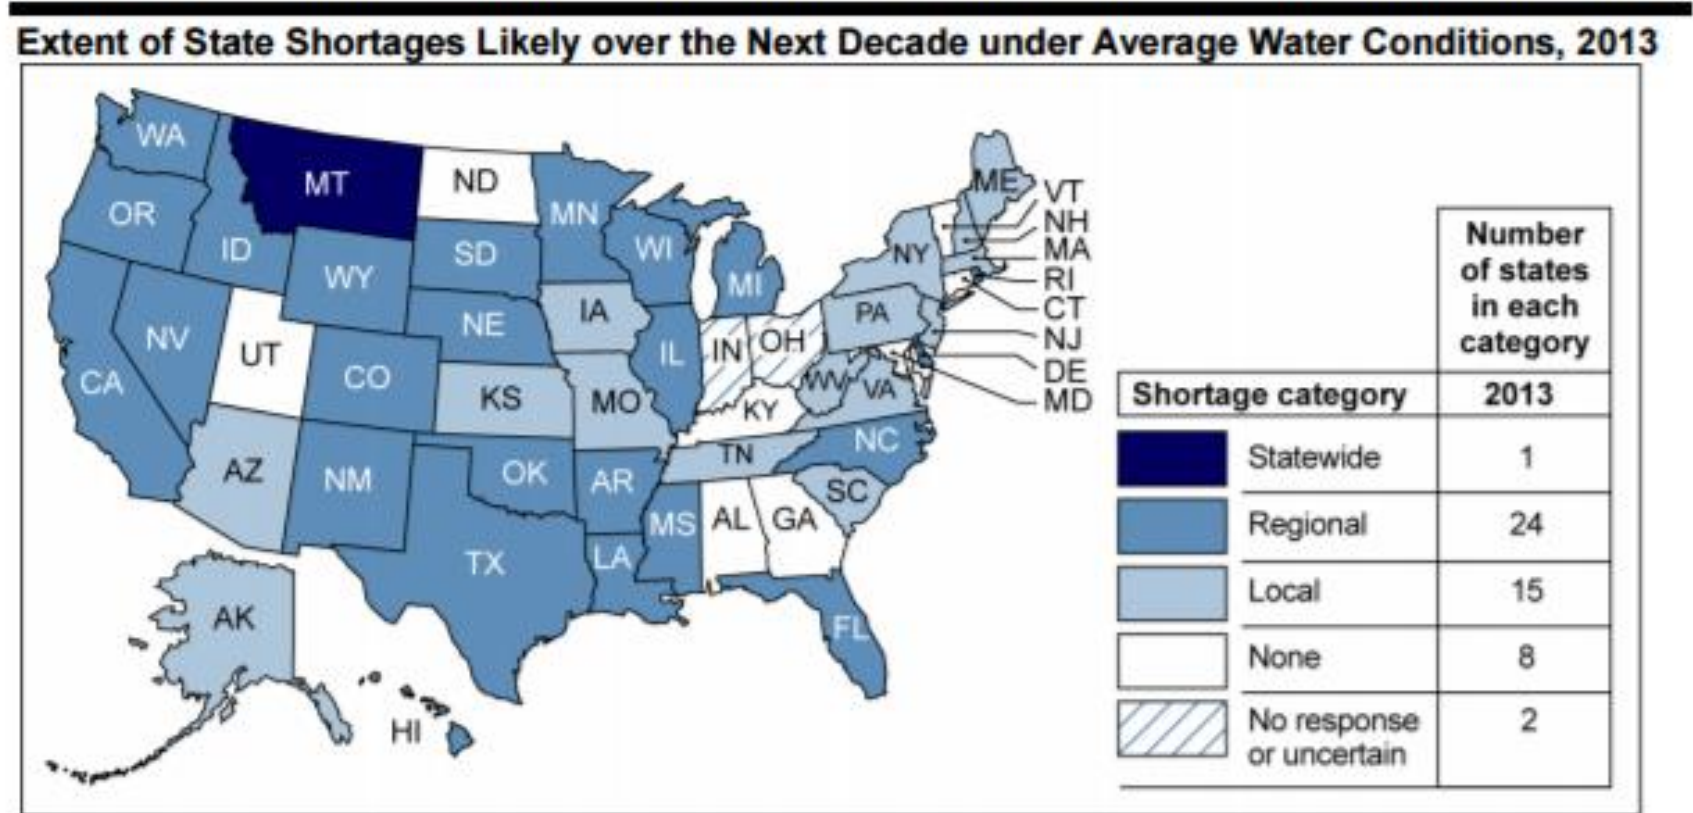 Extent of State Shortages Likely over the Next Decade under Average Water Conditions, 2013
WA
MT
ND
MN
OR
ID
SD
WI
WY
MI
NY
ME
VT
NH
MA
RI
CT
NJ
DE
MD
NV
UT
NE
IA
PA
CA
CO
IL
IN
OH
KS
MO
WV
VA
KY
AZ
NM
OK
AR
TN
NC
SC
MS
AL
GA
TX
LA
FL
AK
HI
Number
of states
in each
category
Shortage category 2013
Statewide 1
Regional 24
Local 15
None 8
No response 2
or uncertain